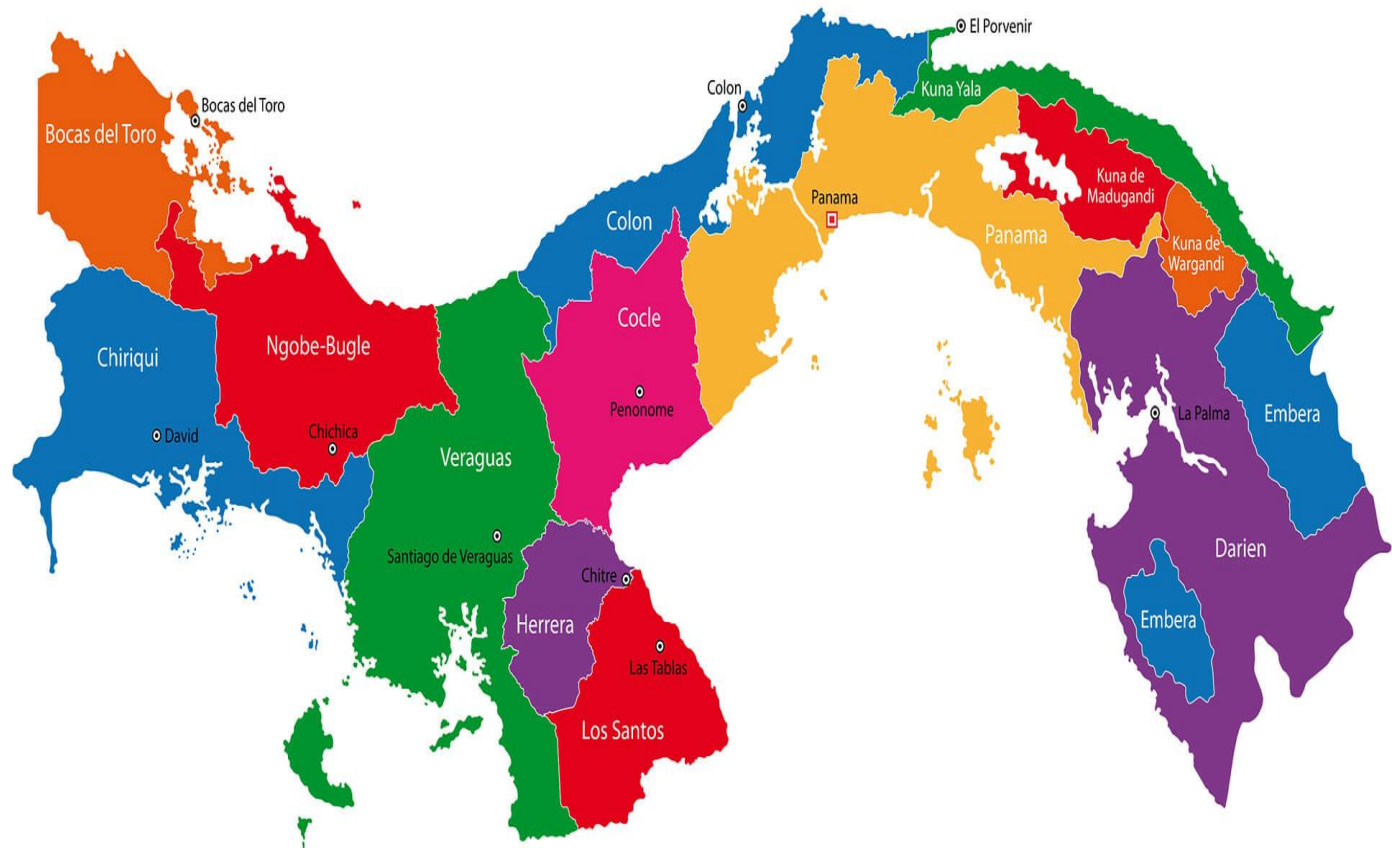 El Porvenir
Colon
Kuna Yala
Bocas del Toro
Bocas del Toro
Kuna de
Madugandi
Panama
Colon
Panama
Kuna de
Wargandi
Cocle
Ngobe-Bugle
Chiriqui
Penonome
La Palma
Embera
David
Chichica
Veraguas
Santiago de Veraguas
Darien
Chitre
Herrera
Embera
Las Tablas
Los Santos